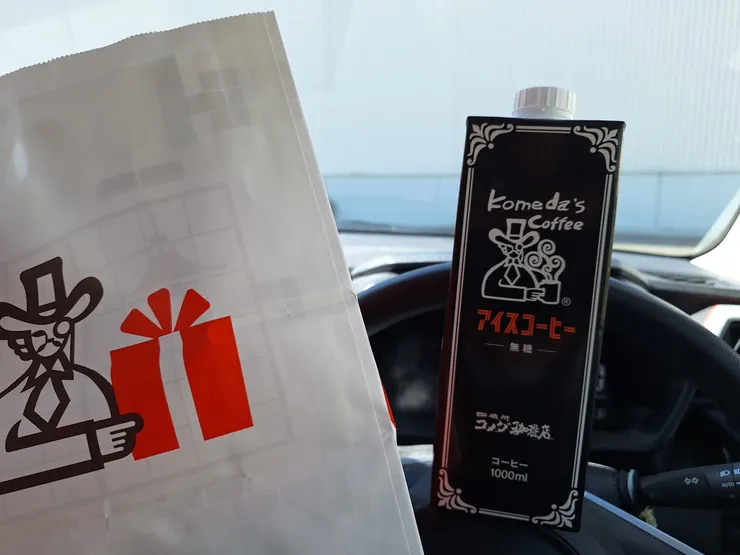 Komeda's
Coffee
®
アイスコーヒー
無糖
珈琲所
コメダ珈琲店
コーヒー
1000ml
AUTO